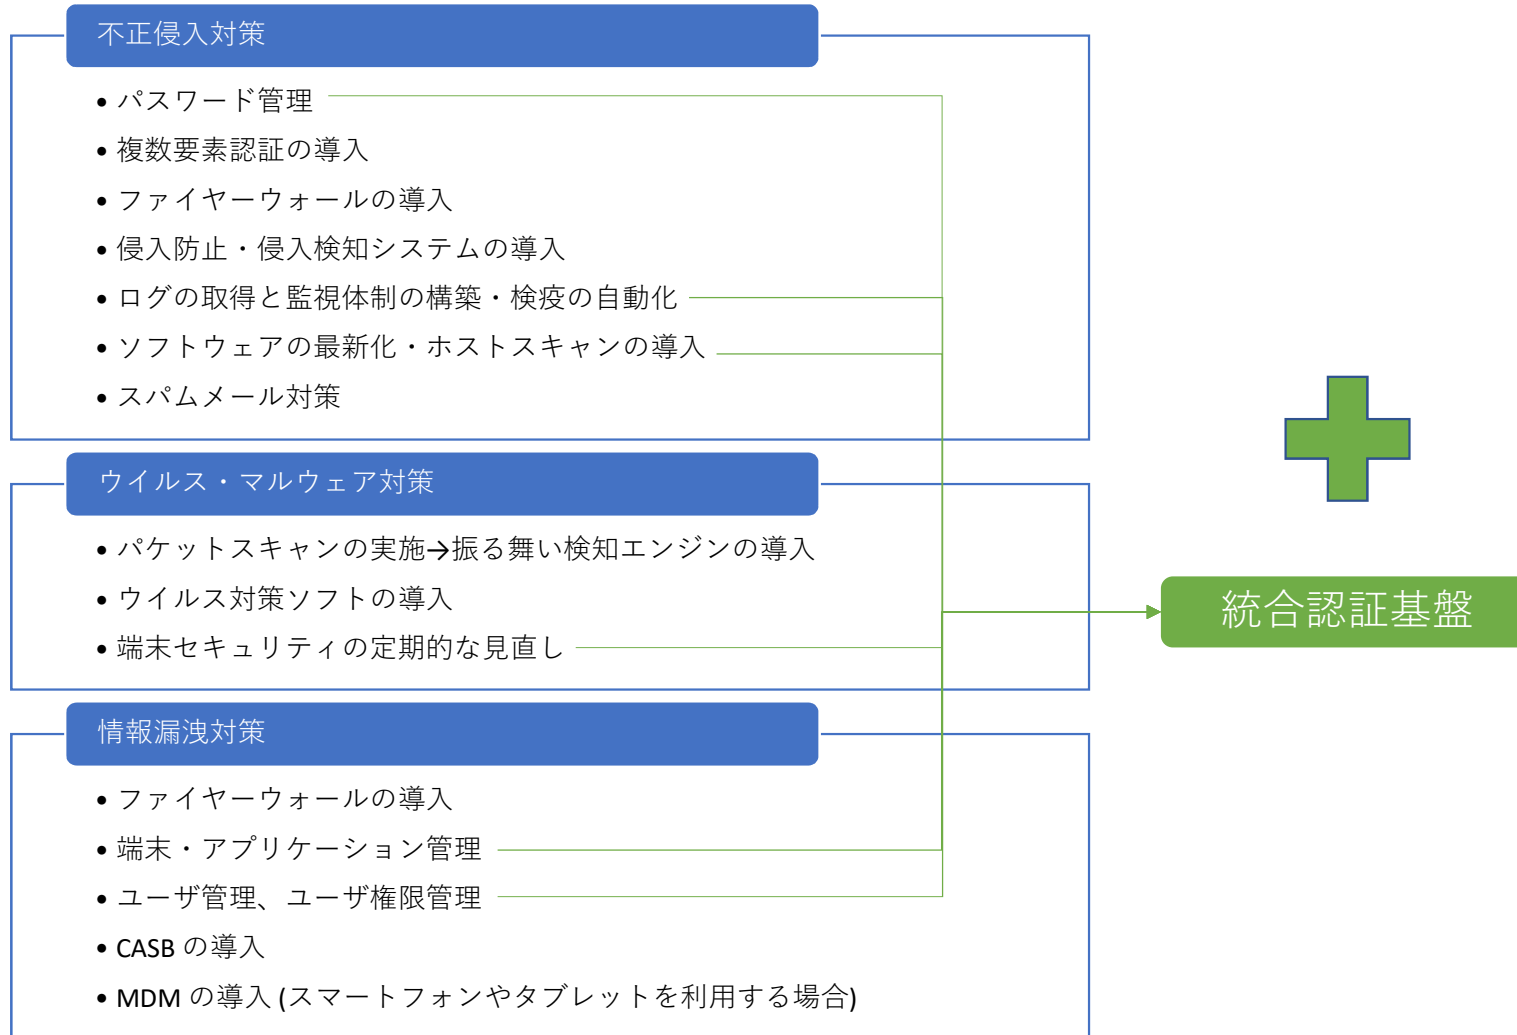 不正侵入対策
• パスワード管理
• 複数要素認証の導入
• ファイヤーウォールの導入
• 侵入防止・侵入検知システムの導入
• ログの取得と監視体制の構築・検疫の自動化
• ソフトウェアの最新化・ホストスキャンの導入
• スパムメール対策
ウイルス・マルウェア対策
• パケットスキャンの実施→振る舞い検知エンジンの導入
• ウイルス対策ソフトの導入
• 端末セキュリティの定期的な見直し
統合認証基盤
情報漏洩対策
• ファイヤーウォールの導入
• 端末・アプリケーション管理
• ユーザ管理、ユーザ権限管理
• CASB の導入
• MDM の導入 (スマートフォンやタブレットを利用する場合)